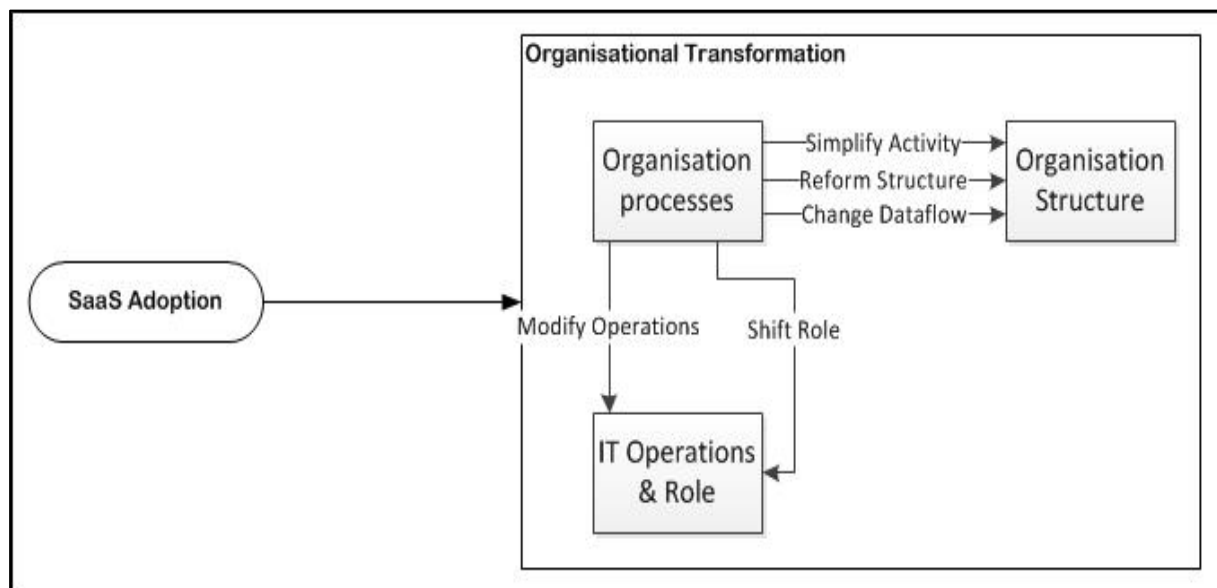 Organisational Transformation
Organisation
processes
Simplify Activity
Reform Structure
Change Dataflow
Organisation
Structure
SaaS Adoption
Modify Operations
Shift Role
IT Operations
& Role